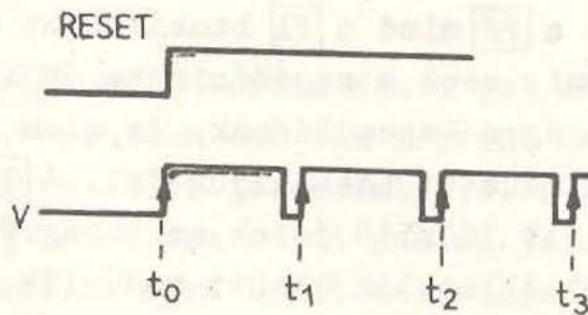 RESET
V
t₀ t₁ t₂ t₃